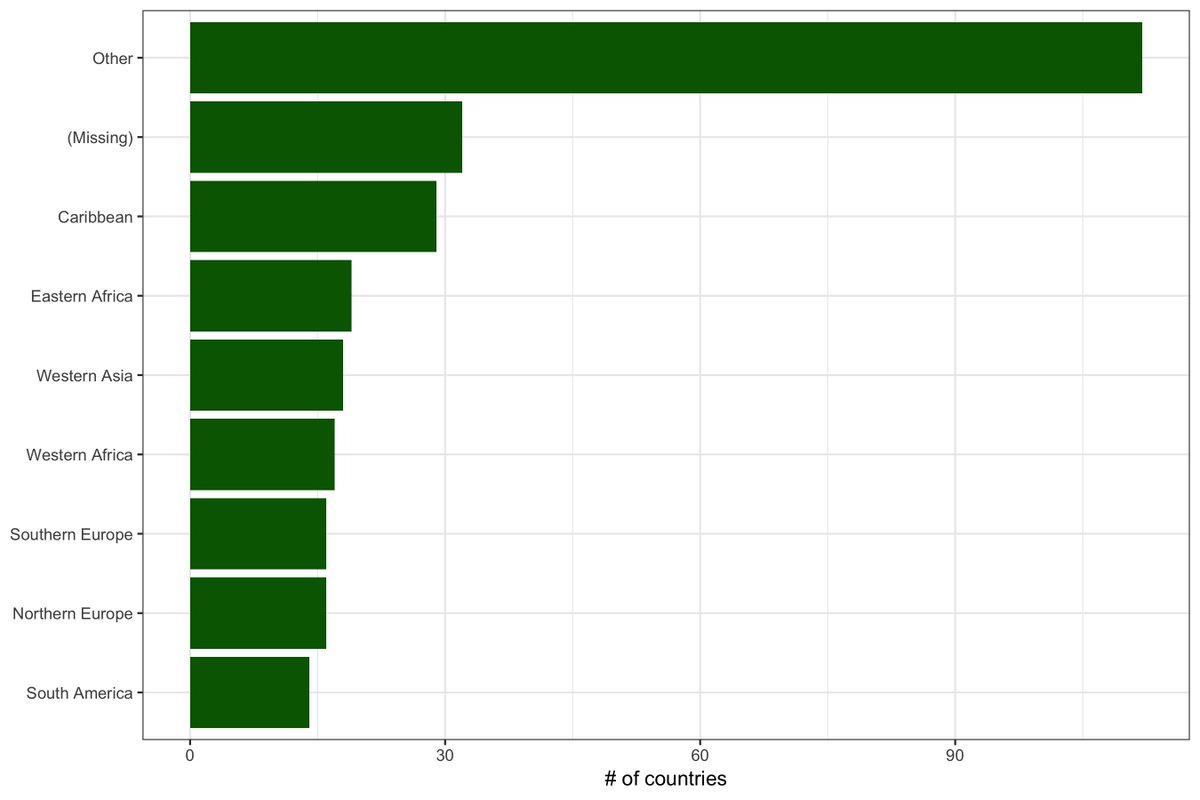 Other
(Missing)
Caribbean
Eastern Africa
Western Asia
Western Africa
Southern Europe
Northern Europe
South America
0 30 60 90
# of countries